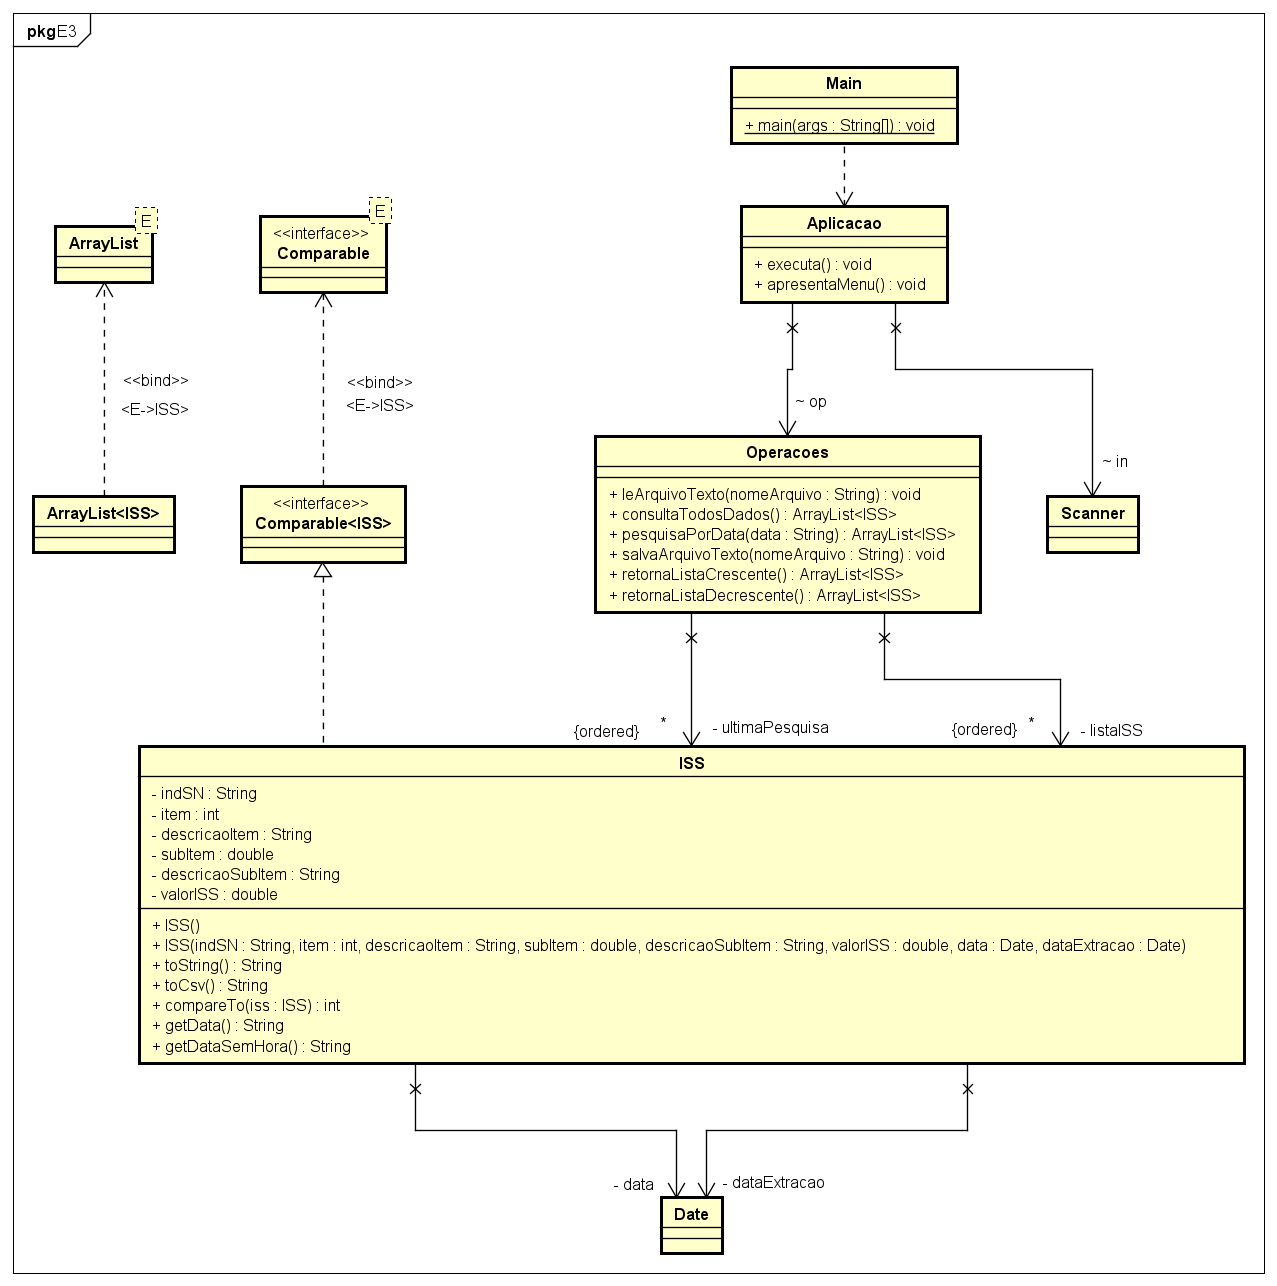 pkgE3
Main
+ main(args : String[]) : void
Aplicacao
+ executa() : void
+ apresentaMenu() : void
E
ArrayList
E
<<interface>>
Comparable
<<bind>>
<E->ISS>
<<bind>>
<E->ISS>
~ op
~ in
ArrayList<ISS>
<<interface>>
Comparable<ISS>
Operacoes
+ leArquivoTexto(nomeArquivo : String) : void
+ consultaTodosDados() : ArrayList<ISS>
+ pesquisaPorData(data : String) : ArrayList<ISS>
+ salvaArquivoTexto(nomeArquivo : String) : void
+ retornaListaCrescente() : ArrayList<ISS>
+ retornaListaDecrescente() : ArrayList<ISS>
Scanner
{ordered}
*
- ultimaPesquisa
{ordered}
*
- listaISS
ISS
- indSN : String
- item : int
- descricaoItem : String
- subItem : double
- descricaoSubItem : String
- valorISS : double
+ ISS()
+ ISS(indSN : String, item : int, descricaoItem : String, subItem : double, descricaoSubItem : String, valorISS : double, data : Date, dataExtracao : Date)
+ toString() : String
+ toCsv() : String
+ compareTo(iss : ISS) : int
+ getData() : String
+ getDataSemHora() : String
- data
- dataExtracao
Date